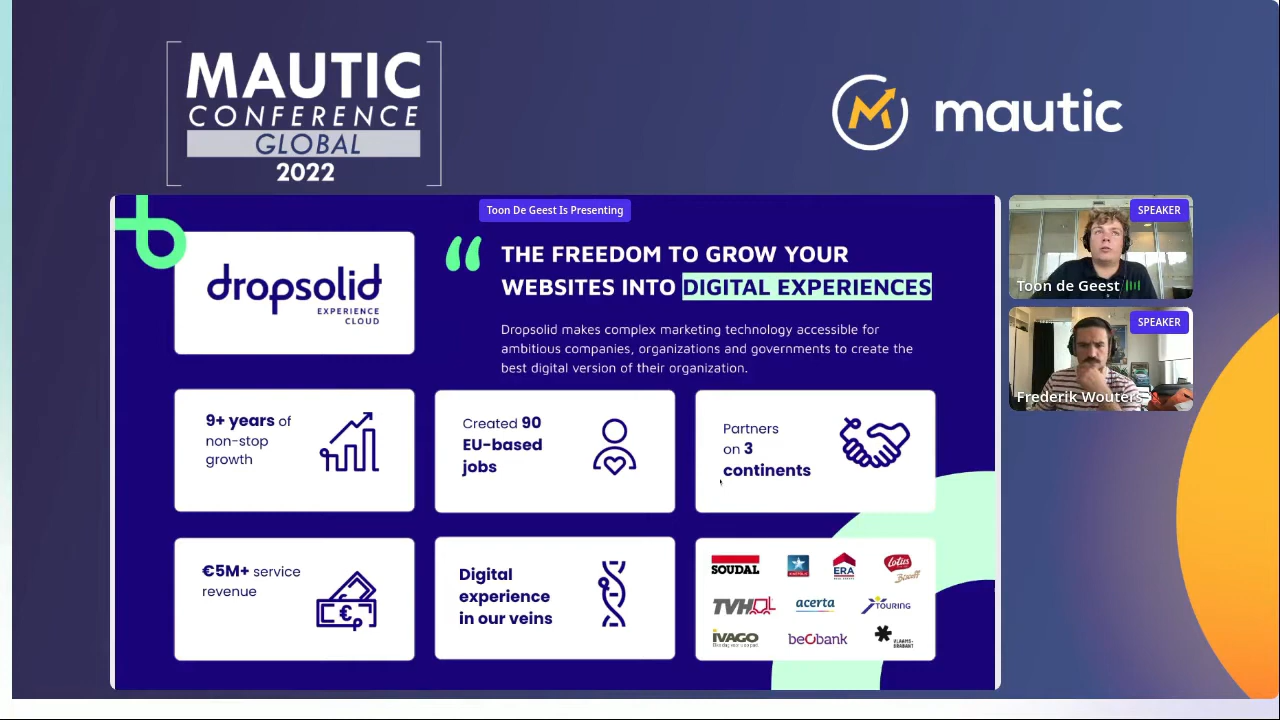 MAUTIC
CONFERENCE
GLOBAL
2022
mautic
Toon De Geest Is Presenting
dropsolid
EXPERIENCE
CLOUD
“ THE FREEDOM TO GROW YOUR
WEBSITES INTO DIGITAL EXPERIENCES
Dropsolid makes complex marketing technology accessible for
ambitious companies, organizations and governments to create the
best digital version of their organization.
9+ years of
non-stop
growth
Created 90
EU-based
jobs
Partners
on 3
continents
€5M+ service
revenue
Digital
experience
in our veins
SOUDAL
ERA
Lotus
TVH
acerta
TOURING
IVAGO
beobank
VLAAMS-
BRABANT
SPEAKER
Toon de Geest
SPEAKER
Frederik Wouters